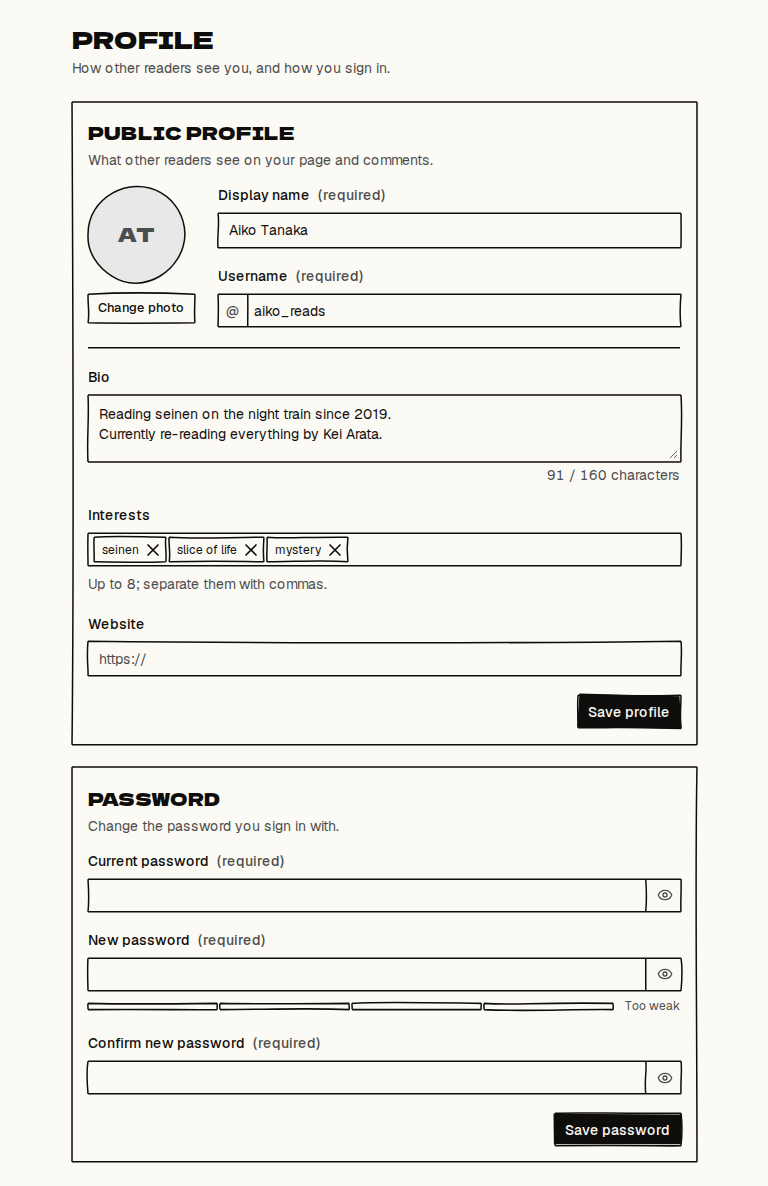 PROFILE
How other readers see you, and how you sign in.
PUBLIC PROFILE
What other readers see on your page and comments.
AT
Change photo
Display name (required)
Aiko Tanaka
Username (required)
@ aiko_reads
Bio
Reading seinen on the night train since 2019.
Currently re-reading everything by Kei Arata.
91 / 160 characters
Interests
seinen slice of life mystery
Up to 8; separate them with commas.
Website
https://
Save profile
PASSWORD
Change the password you sign in with.
Current password (required)
New password (required)
Too weak
Confirm new password (required)
Save password